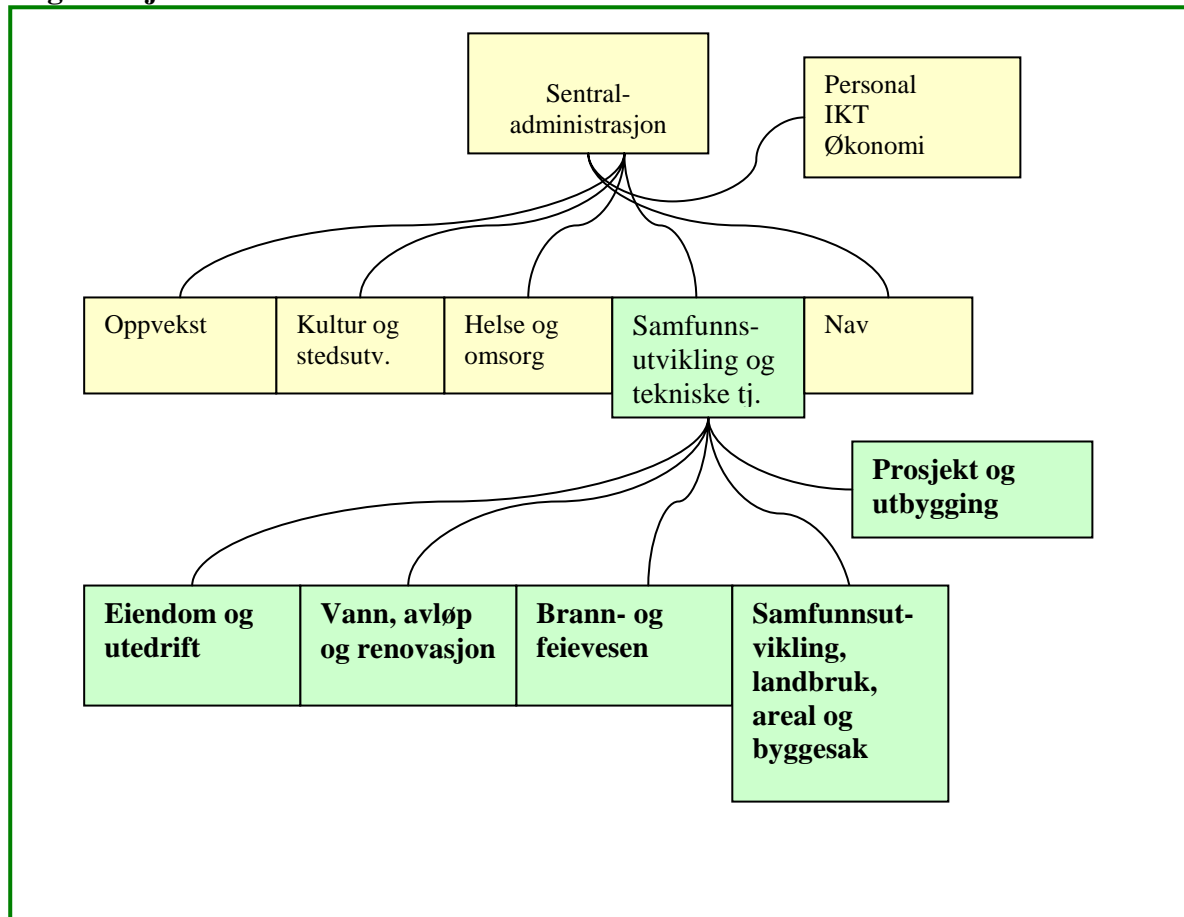 Sentral-
administrasjon
Personal
IKT
Økonomi
Oppvekst
Kultur og
stedsutv.
Helse og
omsorg
Samfunns-
utvikling og
tekniske tj.
Nav
Prosjekt og
utbygging
Eiendom og
utedrift
Vann, avløp
og renovasjon
Brann- og
feievesen
Samfunnsut-
vikling,
landbruk,
areal og
byggesak